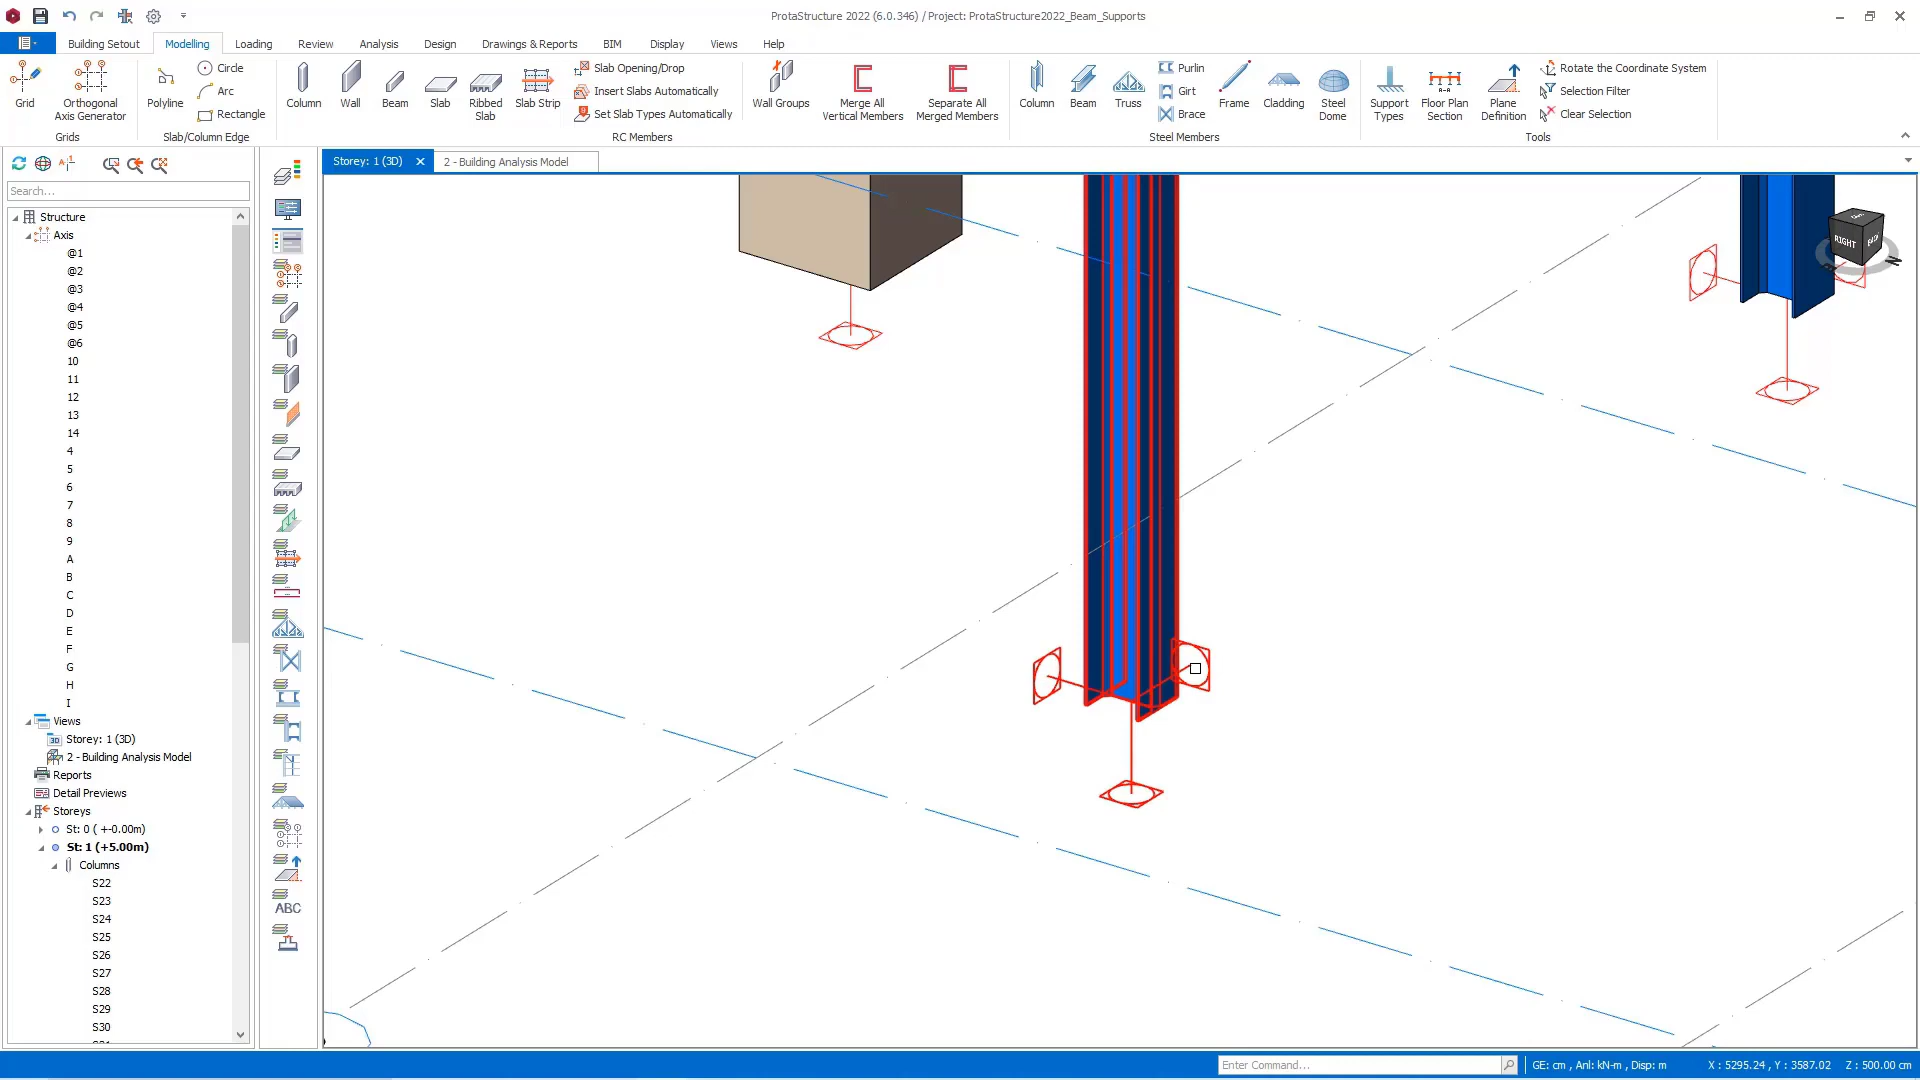 ProtaStructure 2022 (6.0.346) / Project: ProtaStructure2022_Beam_Supports
Building Setout
Modelling
Loading
Review
Analysis
Design
Drawings & Reports
BIM
Display
Views
Help
Grid
Orthogonal
Axis Generator
Grids
Polyline
Circle
Arc
Rectangle
Slab/Column Edge
Column
Wall
Beam
Slab
Ribbed
Slab
Slab Strip
Slab Opening/Drop
Insert Slabs Automatically
Set Slab Types Automatically
RC Members
Wall Groups
Merge All
Vertical Members
Separate All
Merged Members
Column
Beam
Truss
Purlin
Girt
Brace
Frame
Cladding
Steel
Dome
Steel Members
Support
Types
Floor Plan
Section
Plane
Definition
Rotate the Coordinate System
Selection Filter
Clear Selection
Tools
Search...
Storey: 1 (3D)
2 - Building Analysis Model
Structure
Axis
@1
@2
@3
@4
@5
@6
10
11
12
13
14
4
5
6
7
8
9
A
B
C
D
E
F
G
H
I
Views
Storey: 1 (3D)
2 - Building Analysis Model
Reports
Detail Previews
Storeys
St: 0 ( +-0.00m)
St: 1 (+5.00m)
Columns
S22
S23
S24
S25
S26
S27
S28
S29
S30
ABC
RIGHT
Enter Command...
GE: cm , Anl: kN-m , Disp: m
X : 5295.24 , Y : 3587.02
Z : 500.00 cm